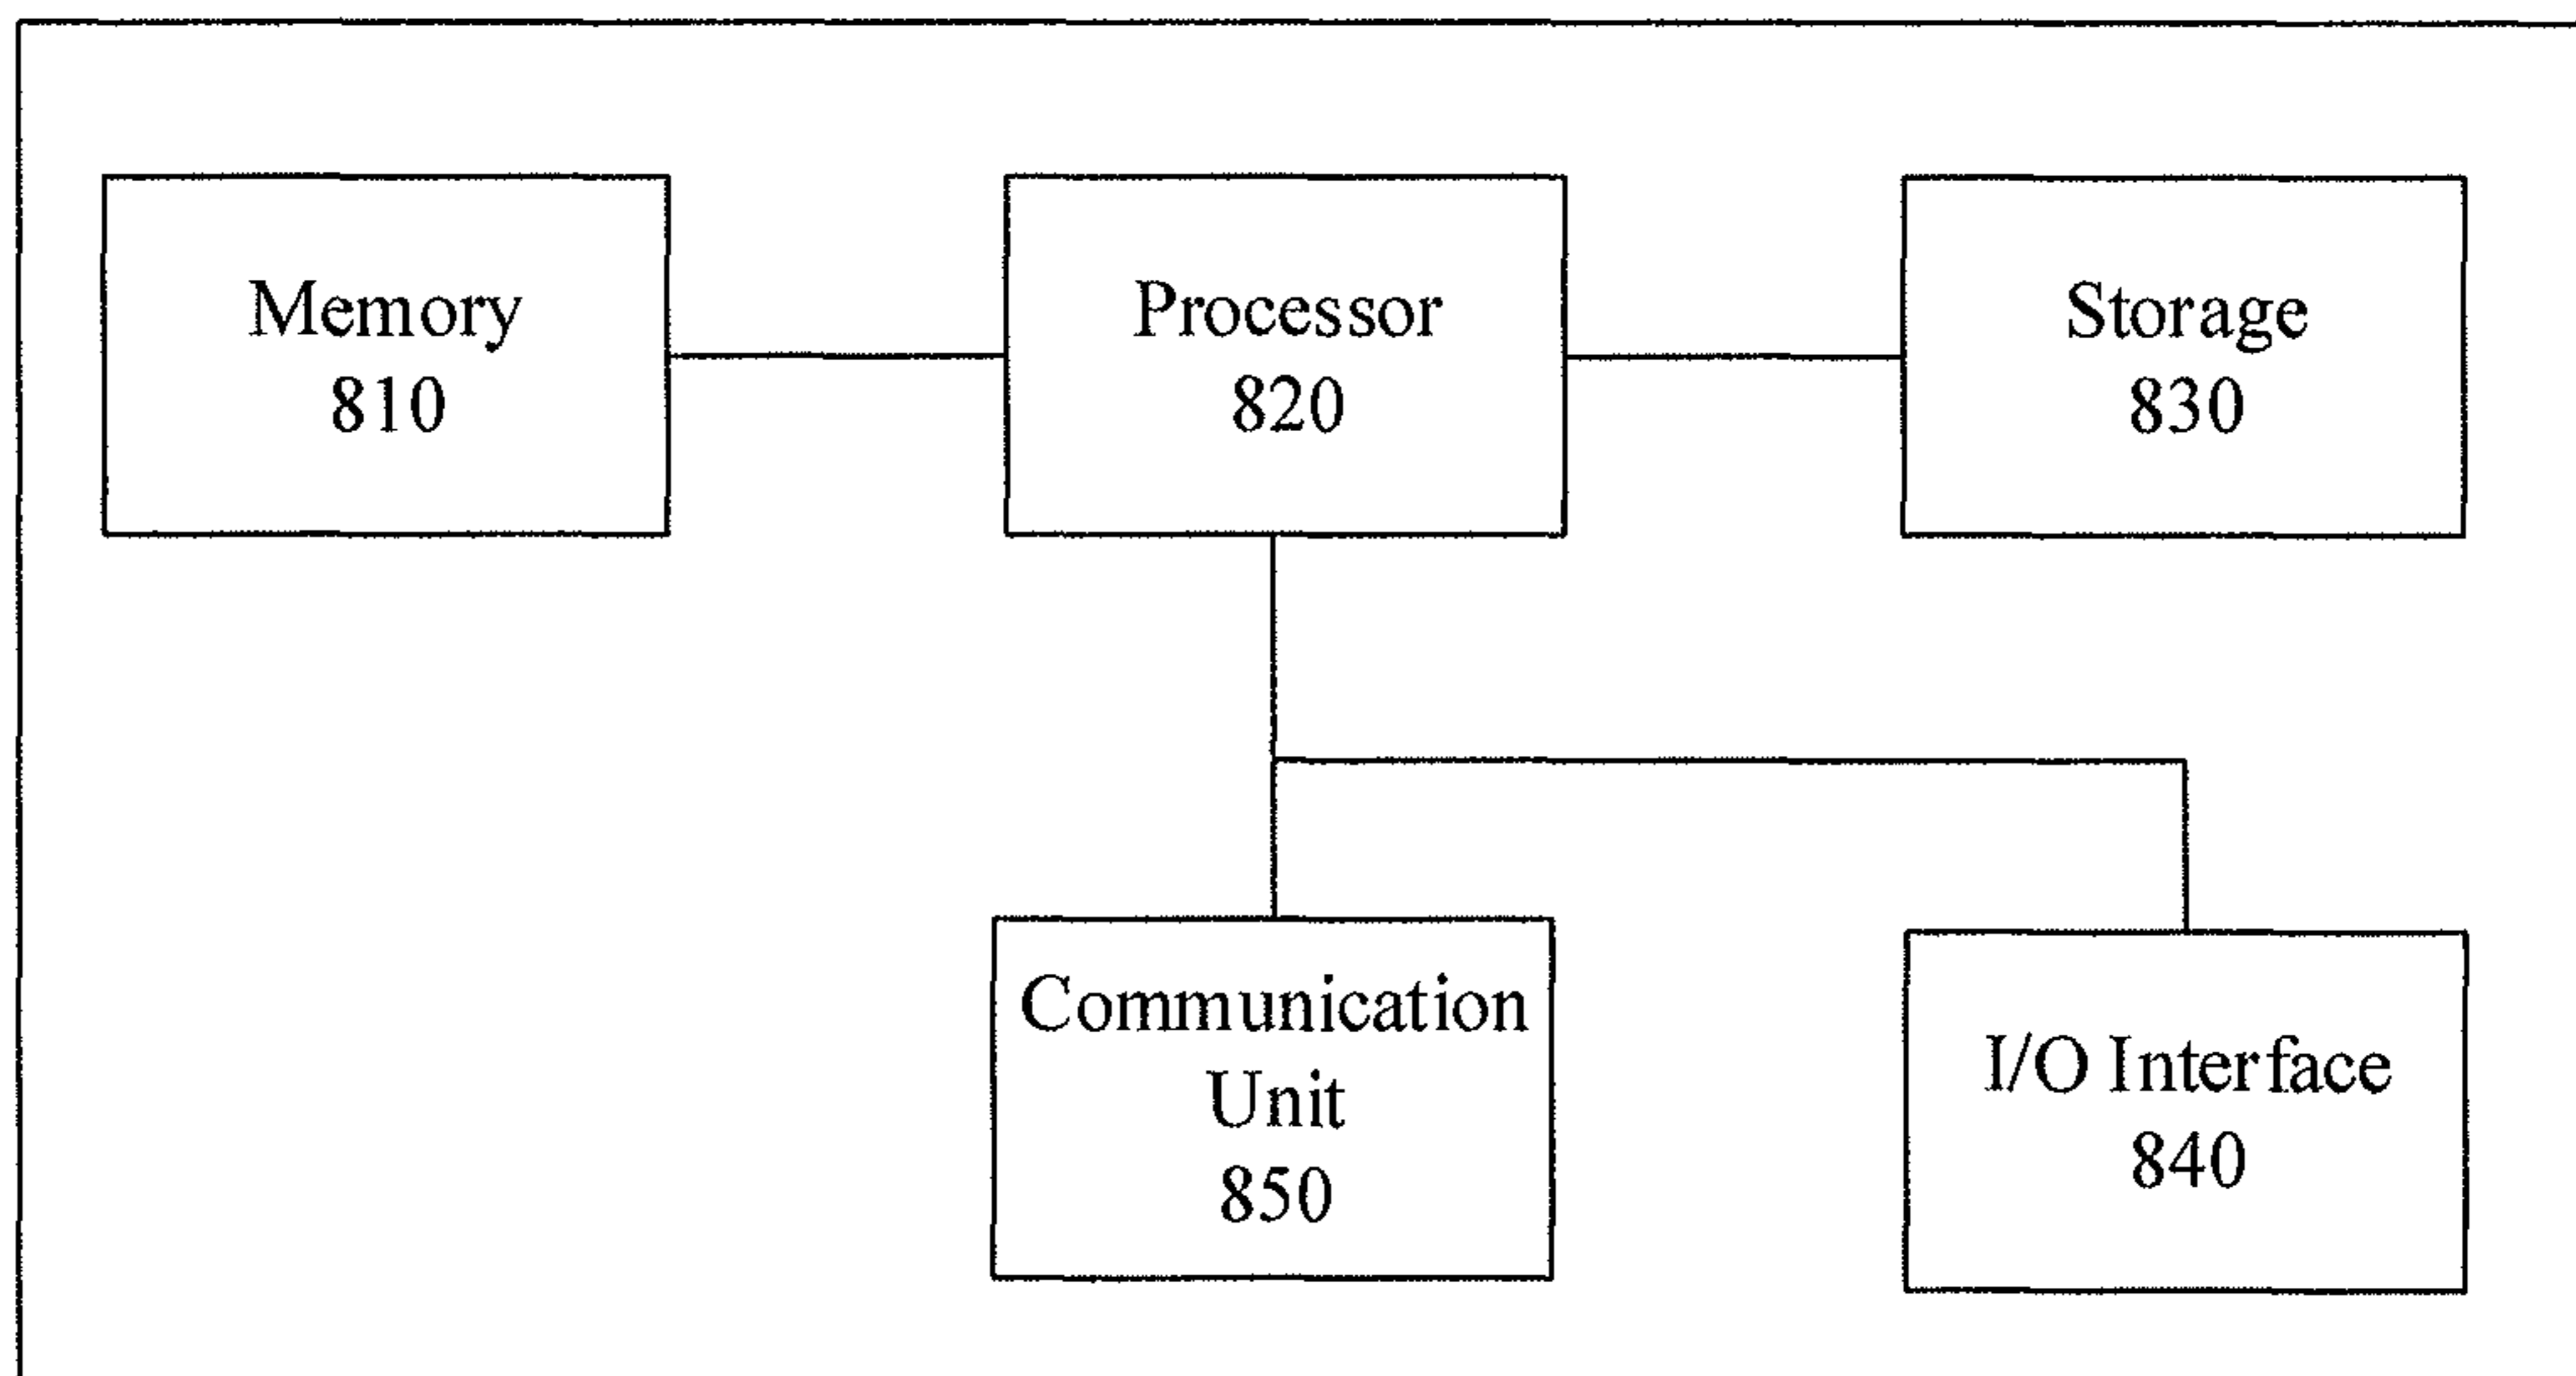 Memory
810
Processor
820
Storage
830
Communication
Unit
850
I/O Interface
840